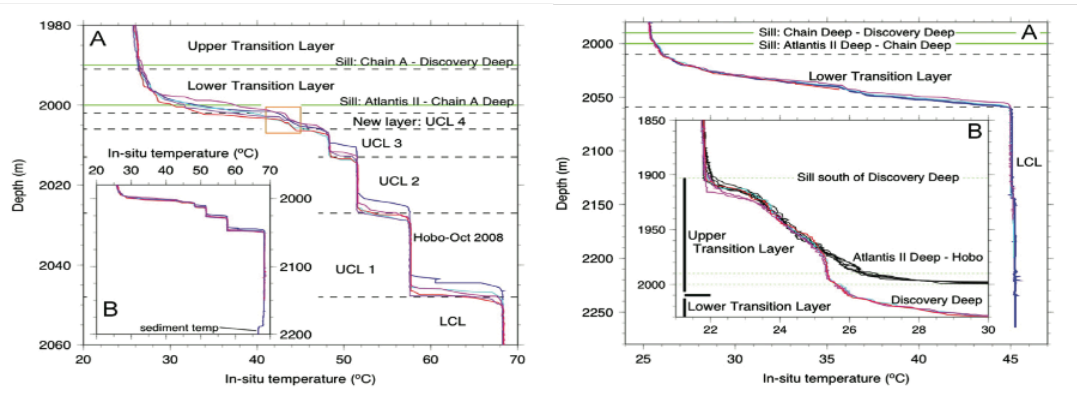 1980
2000
2020
2040
2060
Depth (m)
A
Upper Transition Layer
Sill: Chain A - Discovery Deep
Lower Transition Layer
Sill: Atlantis II - Chain A Deep
New layer: UCL 4
UCL 3
UCL 2
Hobo-Oct 2008
UCL 1
LCL
In-situ temperature (ºC)
20 30 40 50 60 70
2000
2100
2200
B
sediment temp
20 30 40 50 60 70
In-situ temperature (ºC)
2000
2050
2100
2150
2200
2250
Depth (m)
Sill: Chain Deep - Discovery Deep
A
Sill: Atlantis II Deep - Chain Deep
Lower Transition Layer
LCL
1850
1900
1950
2000
B
Sill south of Discovery Deep
Upper
Transition Layer
Atlantis II Deep - Hobo
Discovery Deep
Lower Transition Layer
22 24 26 28 30
25 30 35 40 45
In-situ temperature (ºC)